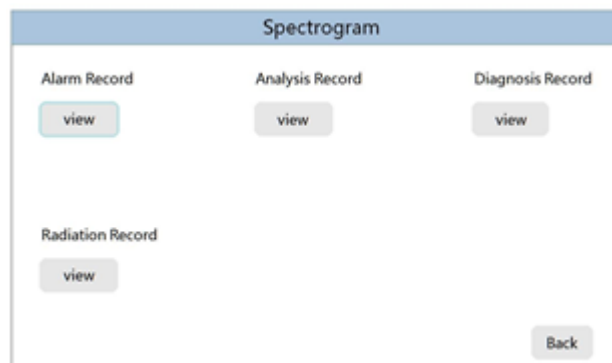 Spectrogram
Alarm Record
Analysis Record
Diagnosis Record
view
view
view
Radiation Record
view
Back